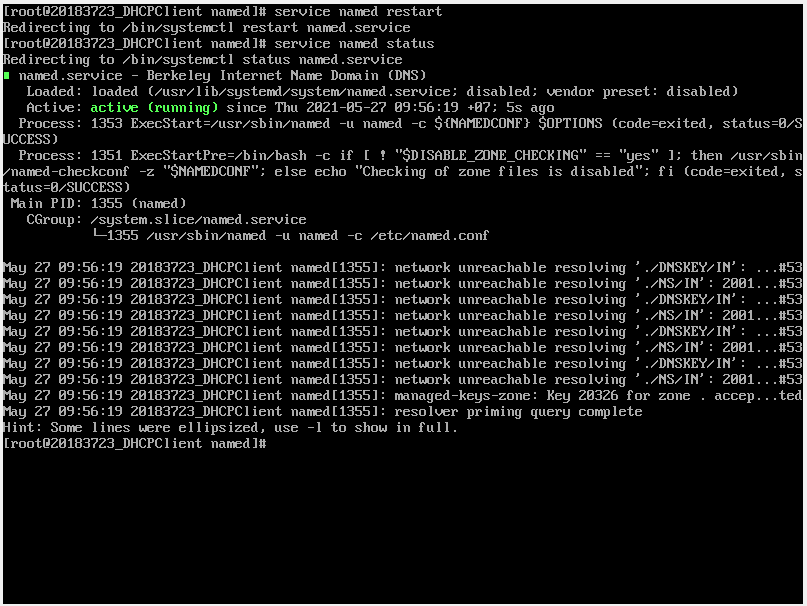 [root@20183723_DHCPClient named]# service named restart
Redirecting to /bin/systemctl restart named.service
[root@20183723_DHCPClient named]# service named status
Redirecting to /bin/systemctl status named.service
■ named.service - Berkeley Internet Name Domain (DNS)
   Loaded: loaded (/usr/lib/systemd/system/named.service; disabled; vendor preset: disabled)
   Active: active (running) since Thu 2021-05-27 09:56:19 +07; 5s ago
  Process: 1353 ExecStart=/usr/sbin/named -u named -c ${NAMEDCONF} $OPTIONS (code=exited, status=0/S
UCCESS)
  Process: 1351 ExecStartPre=/bin/bash -c if [ ! "$DISABLE_ZONE_CHECKING" == "yes" ]; then /usr/sbin
/named-checkconf -z "$NAMEDCONF"; else echo "Checking of zone files is disabled"; fi (code=exited, s
tatus=0/SUCCESS)
 Main PID: 1355 (named)
   CGroup: /system.slice/named.service
           └─1355 /usr/sbin/named -u named -c /etc/named.conf

May 27 09:56:19 20183723_DHCPClient named[1355]: network unreachable resolving './DNSKEY/IN': ...#53
May 27 09:56:19 20183723_DHCPClient named[1355]: network unreachable resolving './NS/IN': 2001...#53
May 27 09:56:19 20183723_DHCPClient named[1355]: network unreachable resolving './DNSKEY/IN': ...#53
May 27 09:56:19 20183723_DHCPClient named[1355]: network unreachable resolving './NS/IN': 2001...#53
May 27 09:56:19 20183723_DHCPClient named[1355]: network unreachable resolving './DNSKEY/IN': ...#53
May 27 09:56:19 20183723_DHCPClient named[1355]: network unreachable resolving './NS/IN': 2001...#53
May 27 09:56:19 20183723_DHCPClient named[1355]: network unreachable resolving './DNSKEY/IN': ...#53
May 27 09:56:19 20183723_DHCPClient named[1355]: network unreachable resolving './NS/IN': 2001...#53
May 27 09:56:19 20183723_DHCPClient named[1355]: managed-keys-zone: Key 20326 for zone . accep...ted
May 27 09:56:19 20183723_DHCPClient named[1355]: resolver priming query complete
Hint: Some lines were ellipsized, use -l to show in full.
[root@20183723_DHCPClient named]#